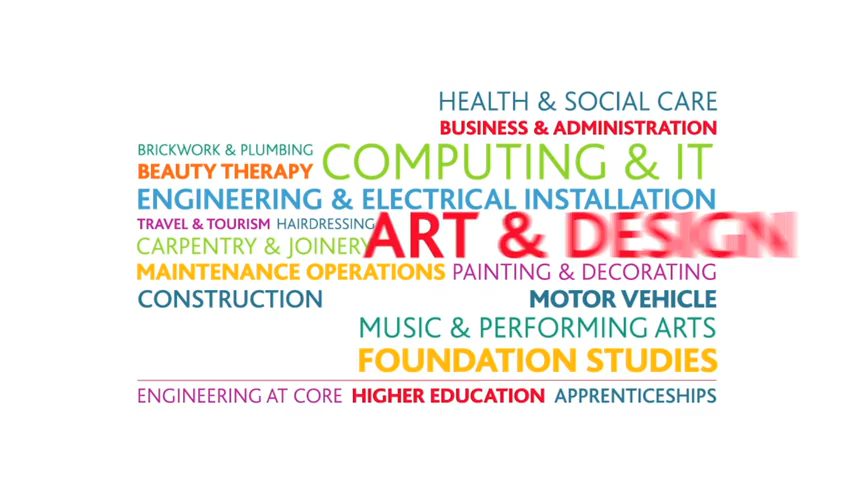 HEALTH & SOCIAL CARE
BUSINESS & ADMINISTRATION
BRICKWORK & PLUMBING
BEAUTY THERAPY
COMPUTING & IT
ENGINEERING & ELECTRICAL INSTALLATION
TRAVEL & TOURISM HAIRDRESSING
ART & DESIGN
CARPENTRY & JOINERY
MAINTENANCE OPERATIONS PAINTING & DECORATING
CONSTRUCTION MOTOR VEHICLE
MUSIC & PERFORMING ARTS
FOUNDATION STUDIES
ENGINEERING AT CORE HIGHER EDUCATION APPRENTICESHIPS